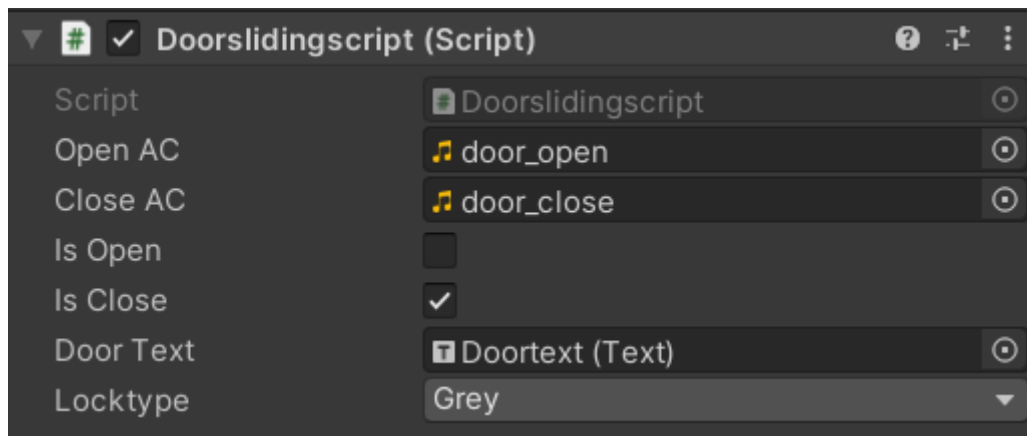 Doorslidingscript (Script)
Script Doorslidingscript
Open AC door_open
Close AC door_close
Is Open
Is Close
Door Text Doortext (Text)
Locktype Grey